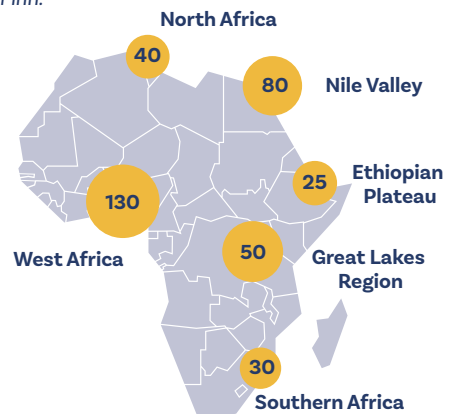 Finn.
North Africa
40
80
Nile Valley
25
Ethiopian
Plateau
130
West Africa
50
Great Lakes
Region
30
Southern Africa